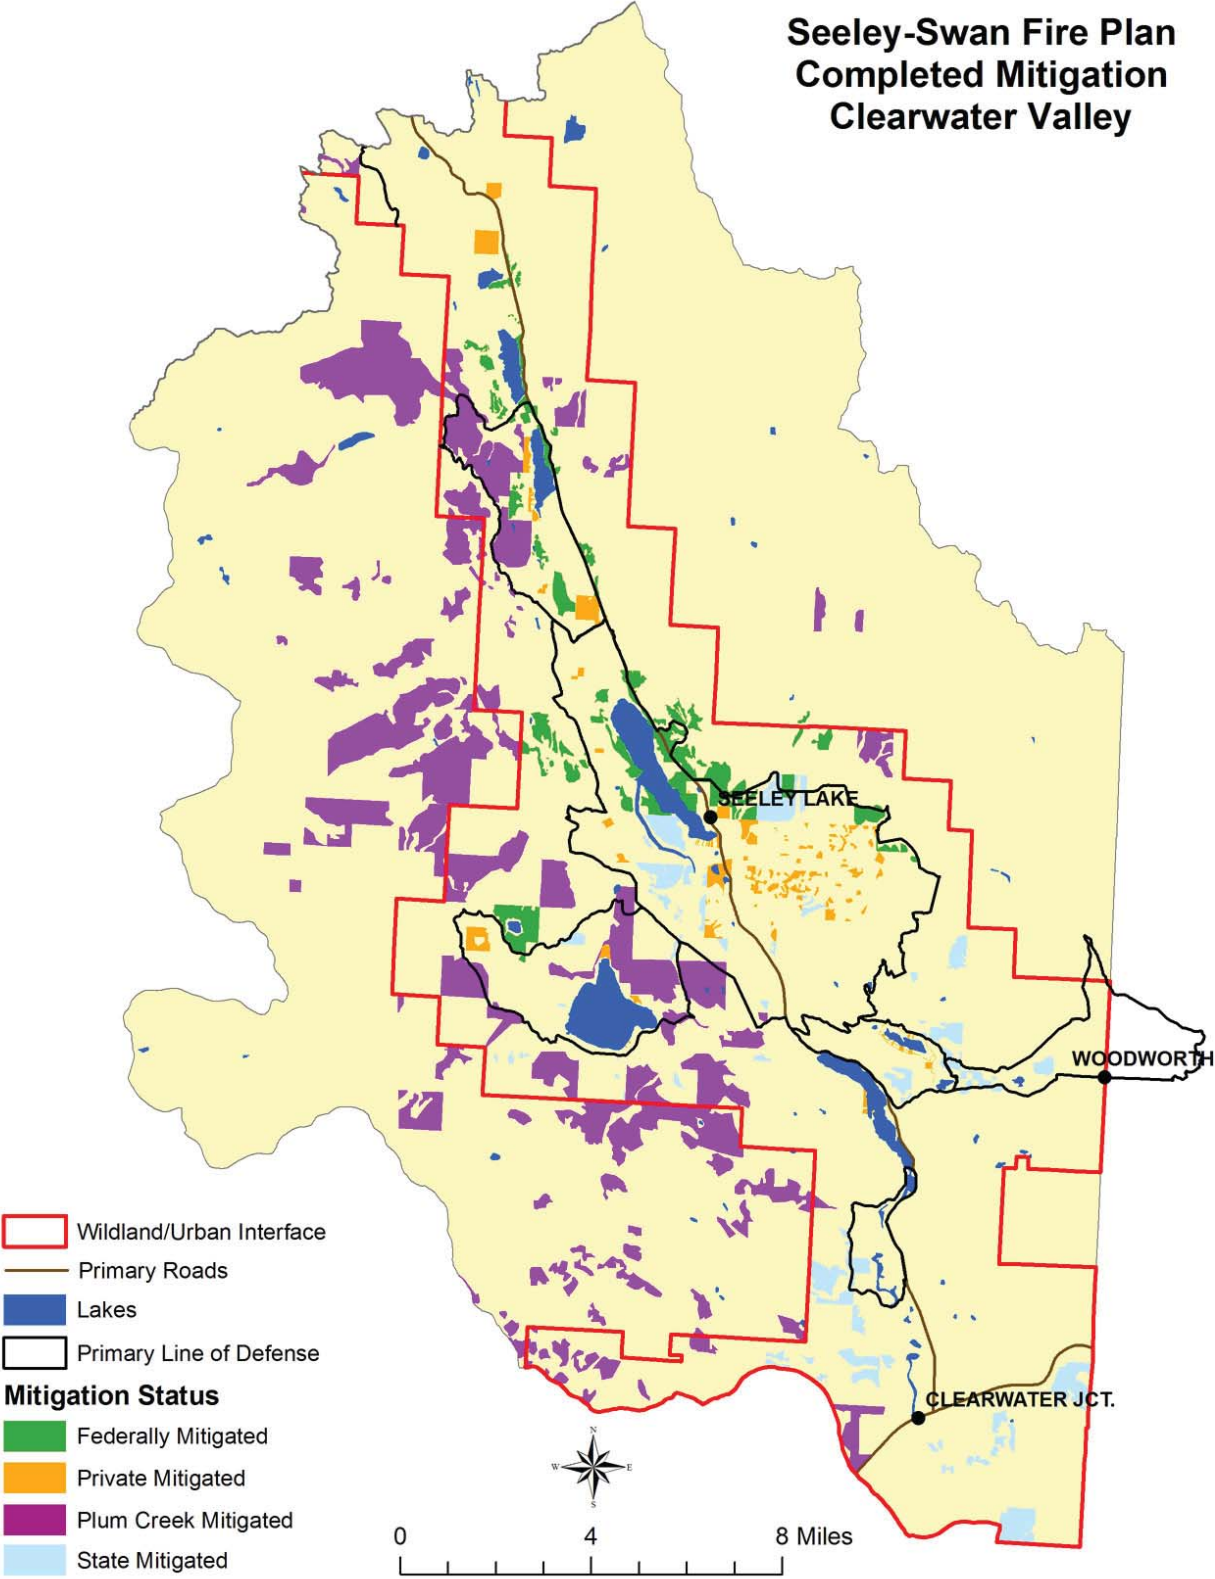 Seeley-Swan Fire Plan
Completed Mitigation
Clearwater Valley
SEELEY LAKE
WOODWORTH
CLEARWATER JCT.
Wildland/Urban Interface
Primary Roads
Lakes
Primary Line of Defense
Mitigation Status
Federally Mitigated
Private Mitigated
Plum Creek Mitigated
State Mitigated
N
W E
S
0 4 8 Miles